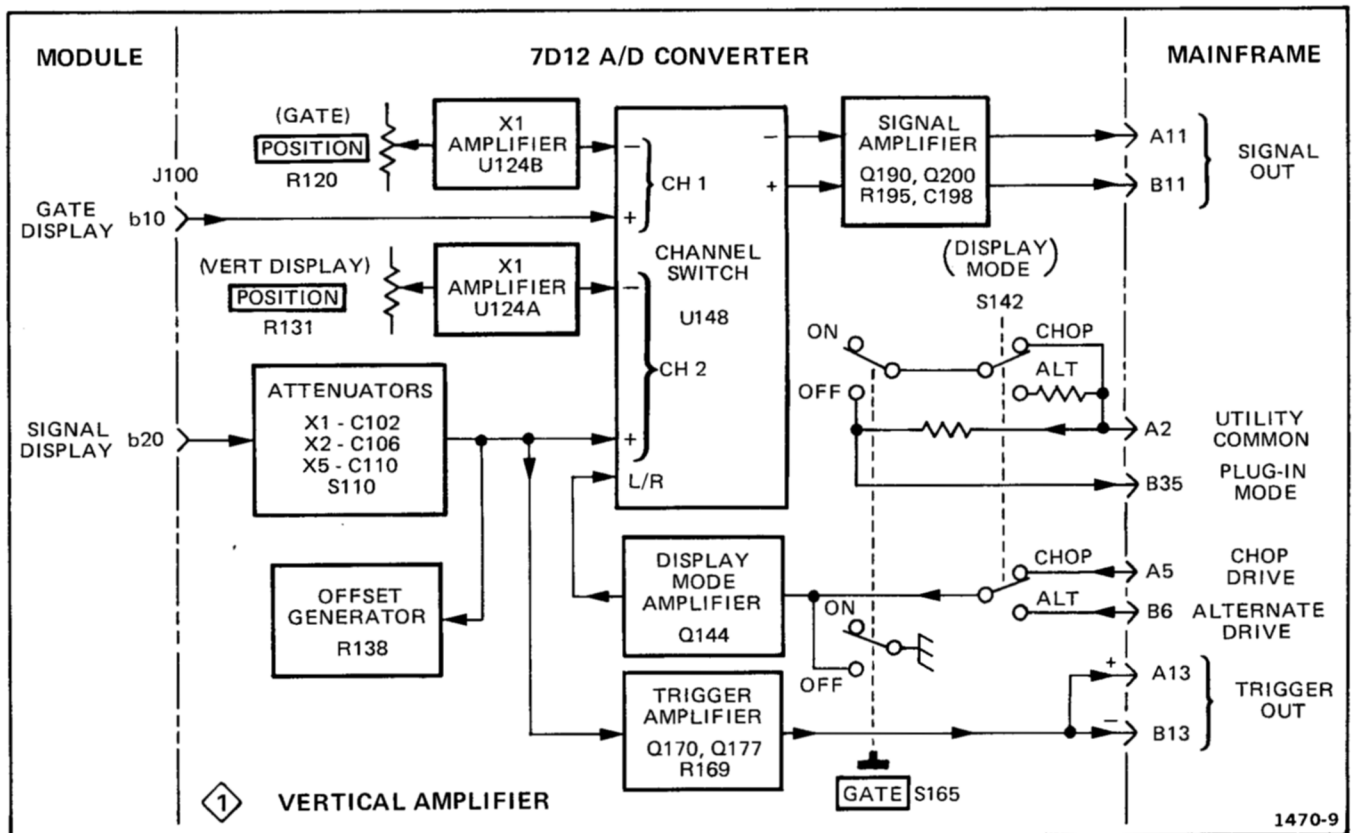 MODULE
7D12 A/D CONVERTER
MAINFRAME
(GATE)
POSITION
R120
X1
AMPLIFIER
U124B
J100
GATE
DISPLAY
b10
(VERT DISPLAY)
POSITION
R131
X1
AMPLIFIER
U124A
−
CH 1
+
−
CH 2
+
L/R
CHANNEL
SWITCH
U148
−
+
SIGNAL
AMPLIFIER
Q190, Q200
R195, C198
A11
B11
SIGNAL
OUT
(DISPLAY
MODE)
S142
ON
OFF
CHOP
ALT
A2
UTILITY
COMMON
B35
PLUG-IN
MODE
SIGNAL
DISPLAY
b20
ATTENUATORS
X1 - C102
X2 - C106
X5 - C110
S110
OFFSET
GENERATOR
R138
DISPLAY
MODE
AMPLIFIER
Q144
ON
OFF
CHOP
ALT
A5
CHOP
DRIVE
B6
ALTERNATE
DRIVE
TRIGGER
AMPLIFIER
Q170, Q177
R169
+
A13
−
B13
TRIGGER
OUT
GATE S165
1 VERTICAL AMPLIFIER
1470-9